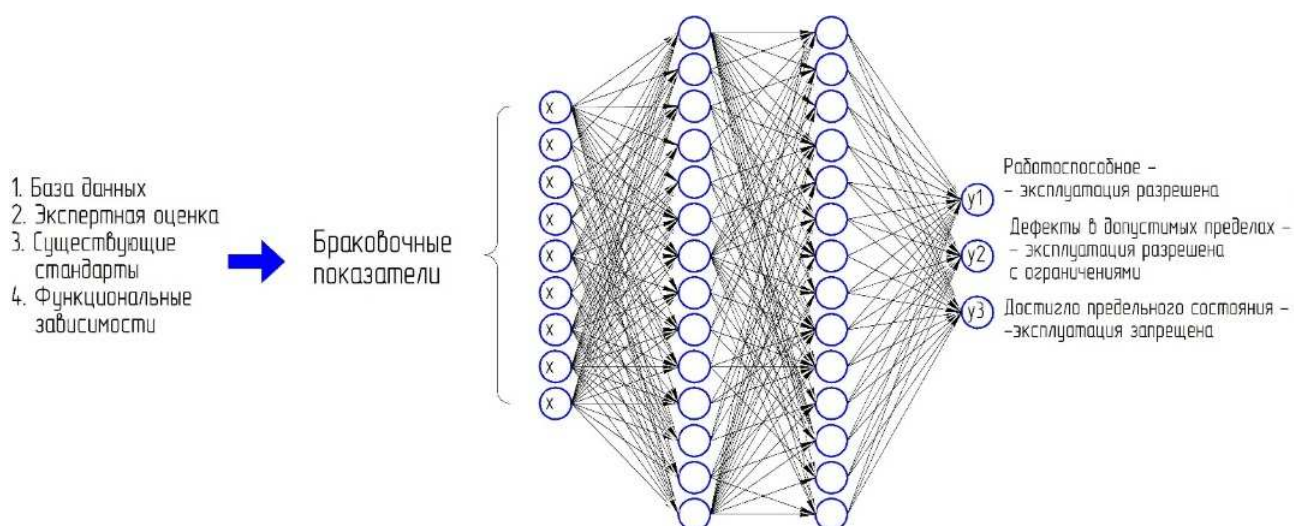 1. База данных
2. Экспертная оценка
3. Существующие
стандарты
4. Функциональные
зависимости
Браковочные
показатели
x
x
x
x
x
x
x
x
x
y1
y2
y3
Работоспособное –
– эксплуатация разрешена
Дефекты в допустимых пределах –
– эксплуатация разрешена
с ограничениями
Достигло предельного состояния –
-эксплуатация запрещена